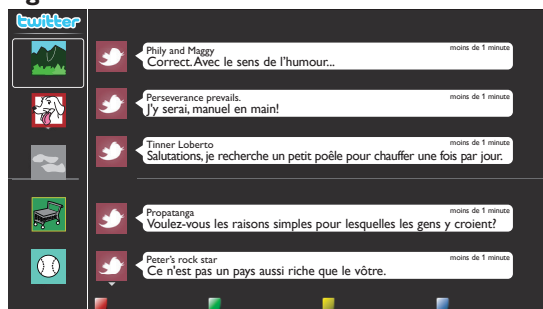 twitter
Phily and Maggy
moins de 1 minute
Correct. Avec le sens de l'humour...
Perseverance prevails.
moins de 1 minute
J'y serai, manuel en main!
Tinner Loberto
moins de 1 minute
Salutations, je recherche un petit poêle pour chauffer une fois par jour.
Propatanga
moins de 1 minute
Voulez-vous les raisons simples pour lesquelles les gens y croient?
Peter's rock star
moins de 1 minute
Ce n'est pas un pays aussi riche que le vôtre.